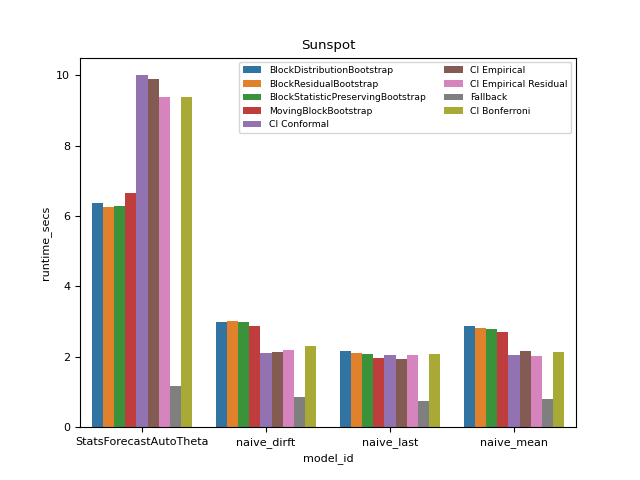 Sunspot
BlockDistributionBootstrap
BlockResidualBootstrap
BlockStatisticPreservingBootstrap
MovingBlockBootstrap
CI Conformal
CI Empirical
CI Empirical Residual
Fallback
CI Bonferroni
runtime_secs
10
8
6
4
2
0
StatsForecastAutoTheta
naive_dirft
naive_last
naive_mean
model_id